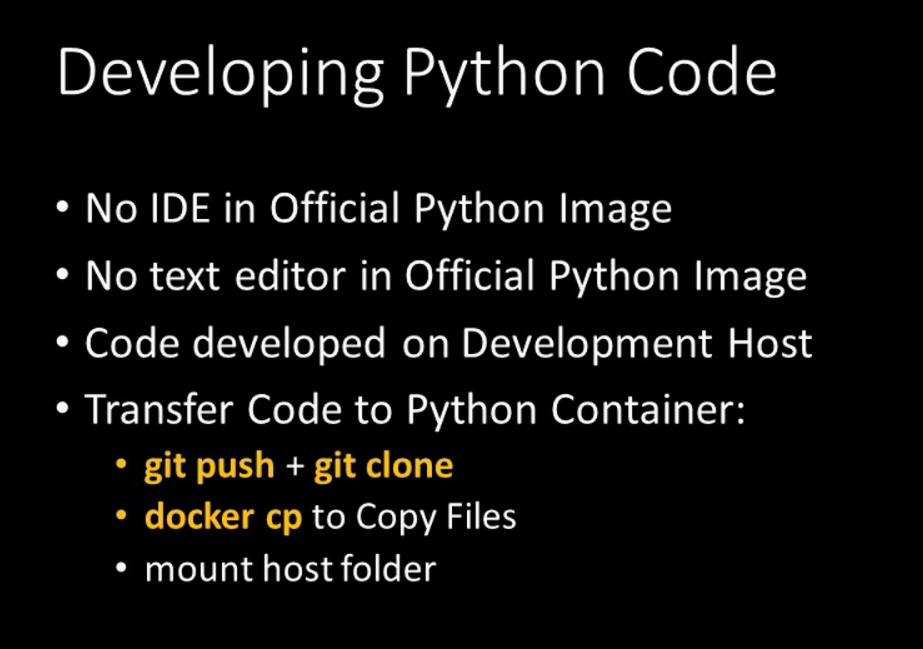 Developing Python Code
• No IDE in Official Python Image
• No text editor in Official Python Image
• Code developed on Development Host
• Transfer Code to Python Container:
• git push + git clone
• docker cp to Copy Files
• mount host folder